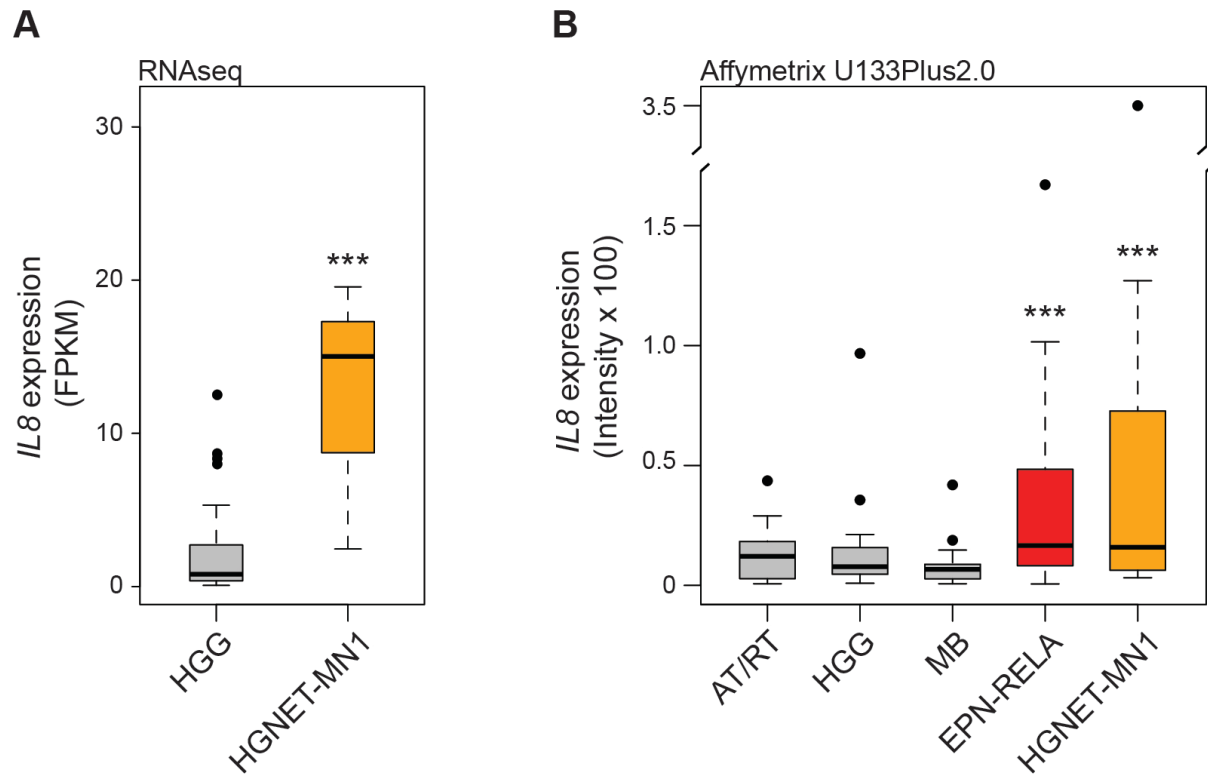 A
RNAseq
IL8 expression
(FPKM)
30
20
10
0
***
HGG
HGNET-MN1
B
Affymetrix U133Plus2.0
IL8 expression
(Intensity x 100)
3.5
1.5
1.0
0.5
0
***
***
AT/RT
HGG
MB
EPN-RELA
HGNET-MN1